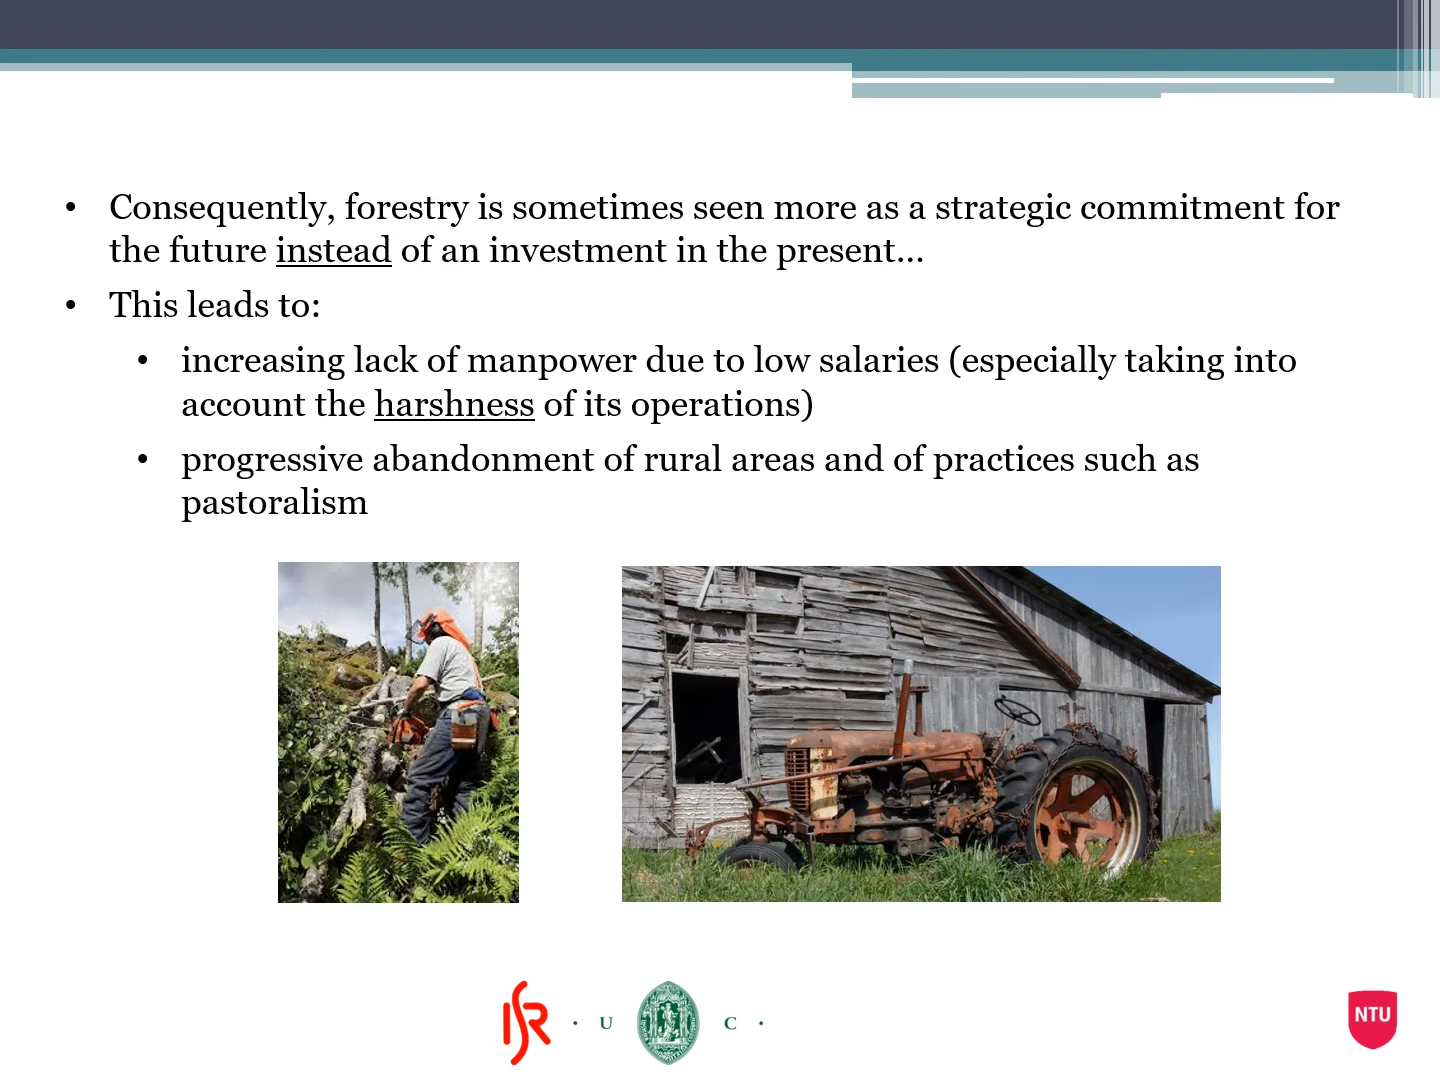 • Consequently, forestry is sometimes seen more as a strategic commitment for
the future instead of an investment in the present...
• This leads to:
• increasing lack of manpower due to low salaries (especially taking into
account the harshness of its operations)
• progressive abandonment of rural areas and of practices such as
pastoralism
ISR · U C ·
NTU